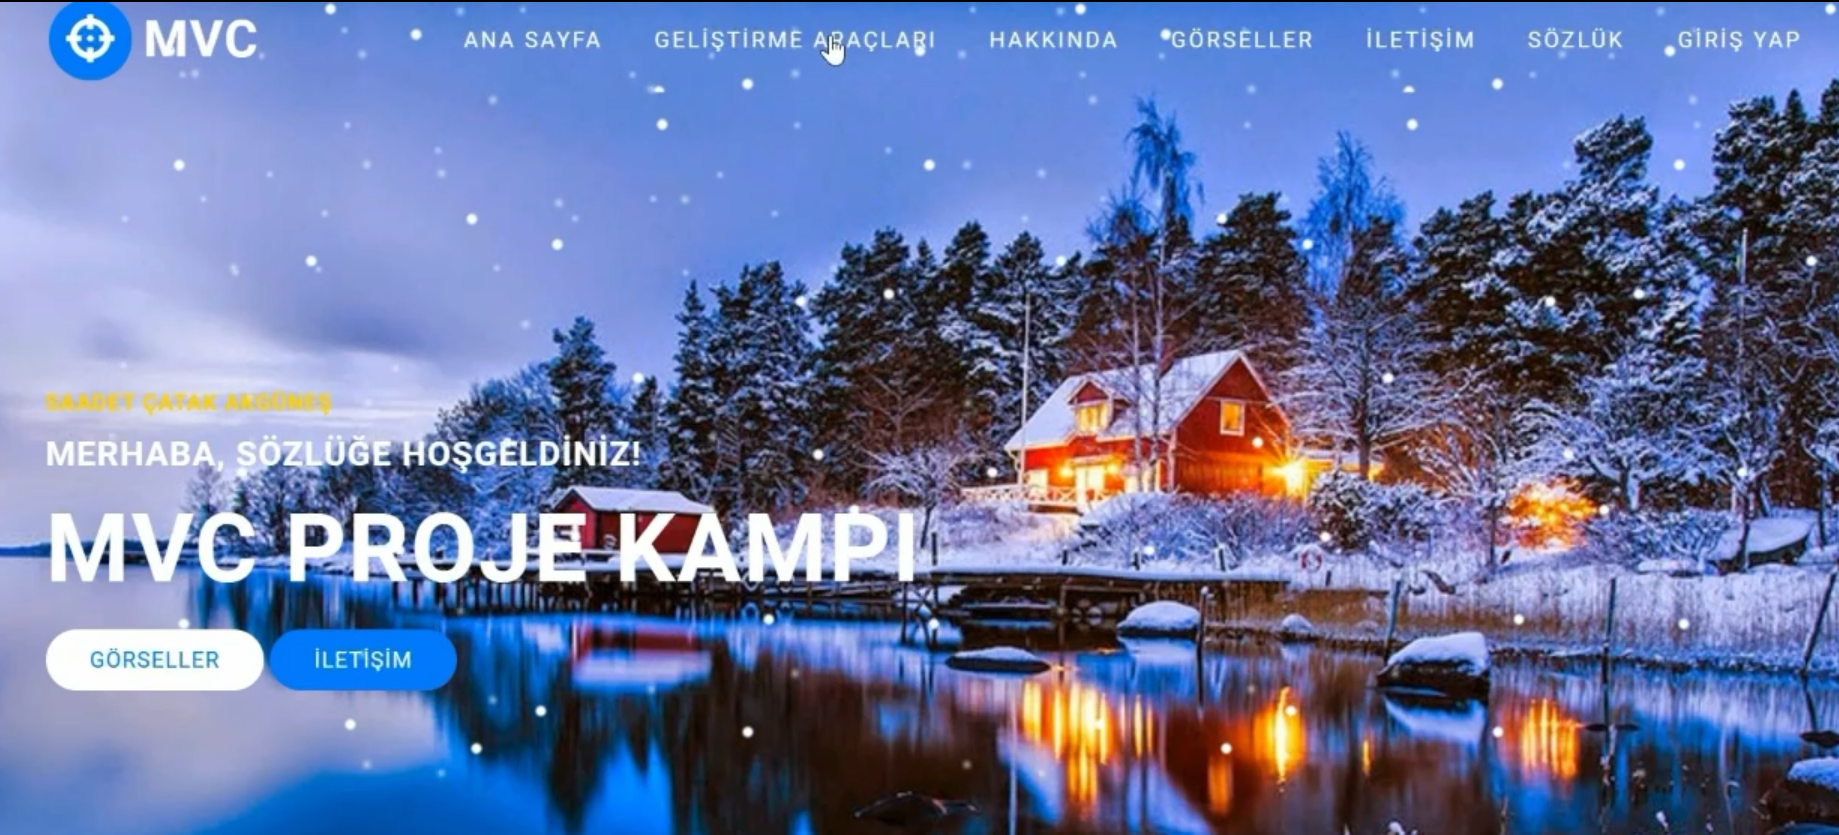 MVC
ANA SAYFA GELİŞTİRME ARAÇLARI HAKKINDA GÖRSELLER İLETİŞİM SÖZLÜK GİRİŞ YAP
SAADET ÇATAK AKGÜNEŞ
MERHABA, SÖZLÜĞE HOŞGELDİNİZ!
MVC PROJE KAMPI
GÖRSELLER İLETİŞİM